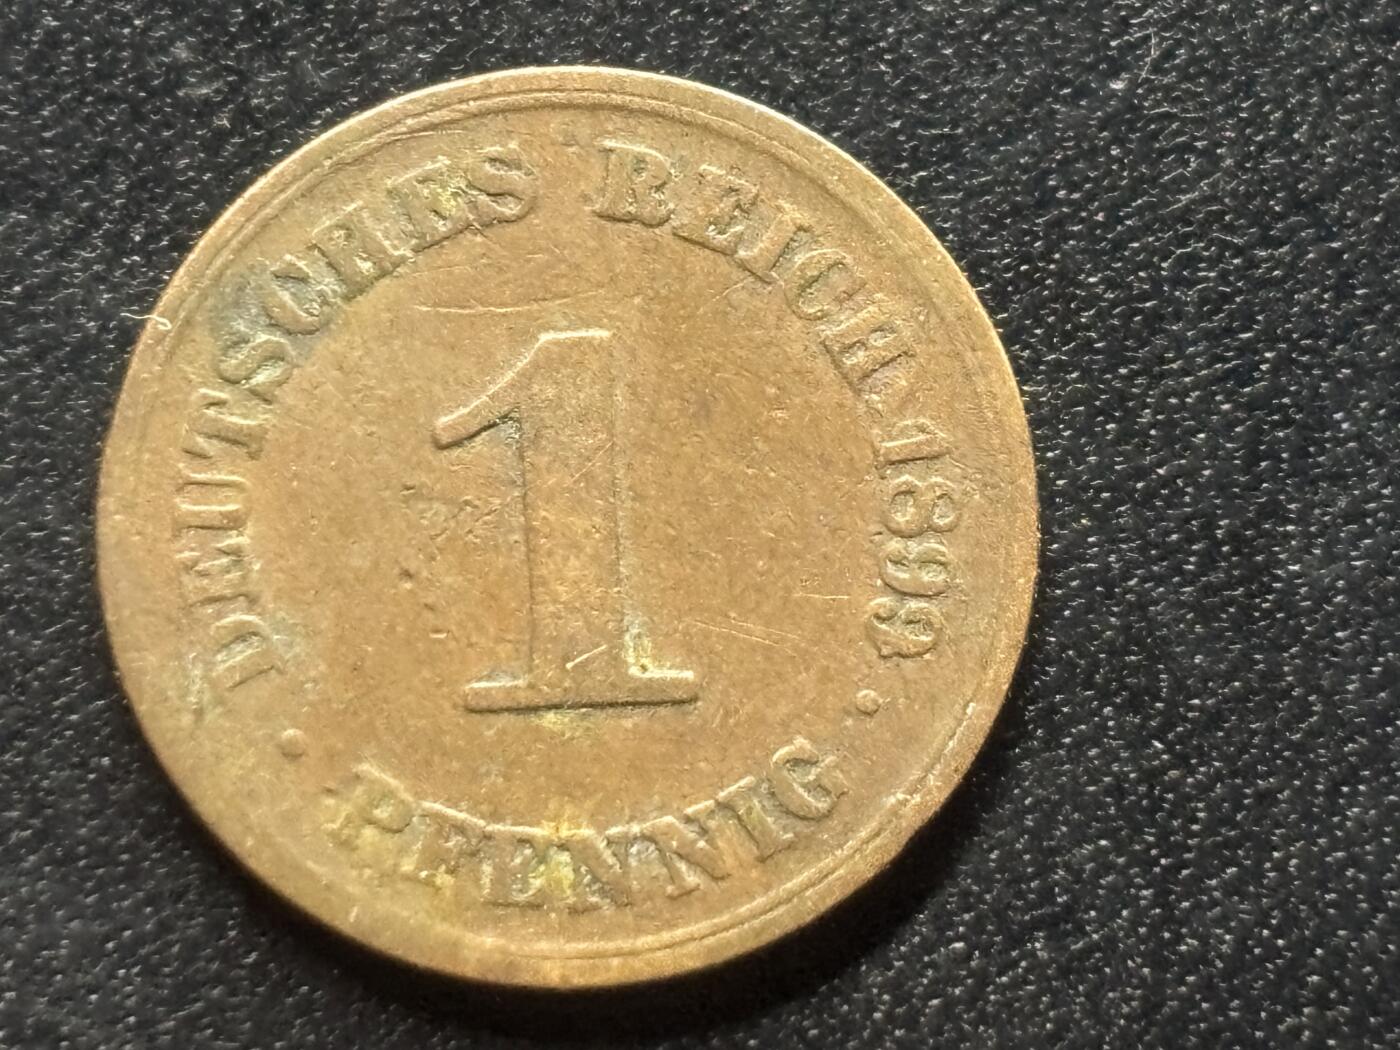 DEUTSCHES REICH 1899
1
· PFENNIG ·